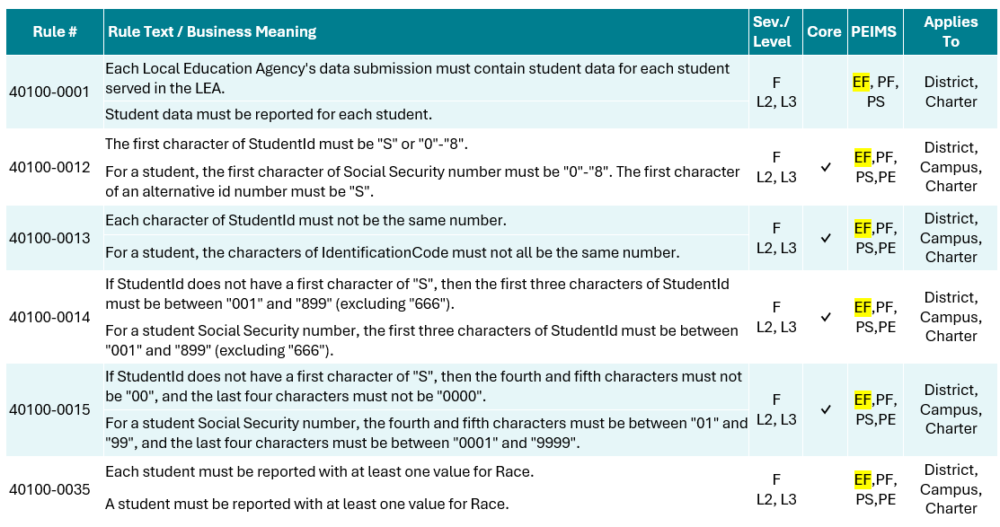 Rule #
Rule Text / Business Meaning
Sev./
Level
Core
PEIMS
Applies
To
40100-0001
Each Local Education Agency's data submission must contain student data for each student
served in the LEA.
Student data must be reported for each student.
F
L2, L3
EF, PF,
PS
District,
Charter
40100-0012
The first character of StudentId must be "S" or "0"-"8".
For a student, the first character of Social Security number must be "0"-"8". The first character
of an alternative id number must be "S".
F
L2, L3
✓
EF,PF,
PS,PE
District,
Campus,
Charter
40100-0013
Each character of StudentId must not be the same number.
For a student, the characters of IdentificationCode must not all be the same number.
F
L2, L3
✓
EF,PF,
PS,PE
District,
Campus,
Charter
40100-0014
If StudentId does not have a first character of "S", then the first three characters of StudentId
must be between "001" and "899" (excluding "666").
For a student Social Security number, the first three characters of StudentId must be between
"001" and "899" (excluding "666").
F
L2, L3
✓
EF,PF,
PS,PE
District,
Campus,
Charter
40100-0015
If StudentId does not have a first character of "S", then the fourth and fifth characters must not
be "00", and the last four characters must not be "0000".
For a student Social Security number, the fourth and fifth characters must be between "01" and
"99", and the last four characters must be between "0001" and "9999".
F
L2, L3
✓
EF,PF,
PS,PE
District,
Campus,
Charter
40100-0035
Each student must be reported with at least one value for Race.
A student must be reported with at least one value for Race.
F
L2, L3
EF,PF,
PS,PE
District,
Campus,
Charter